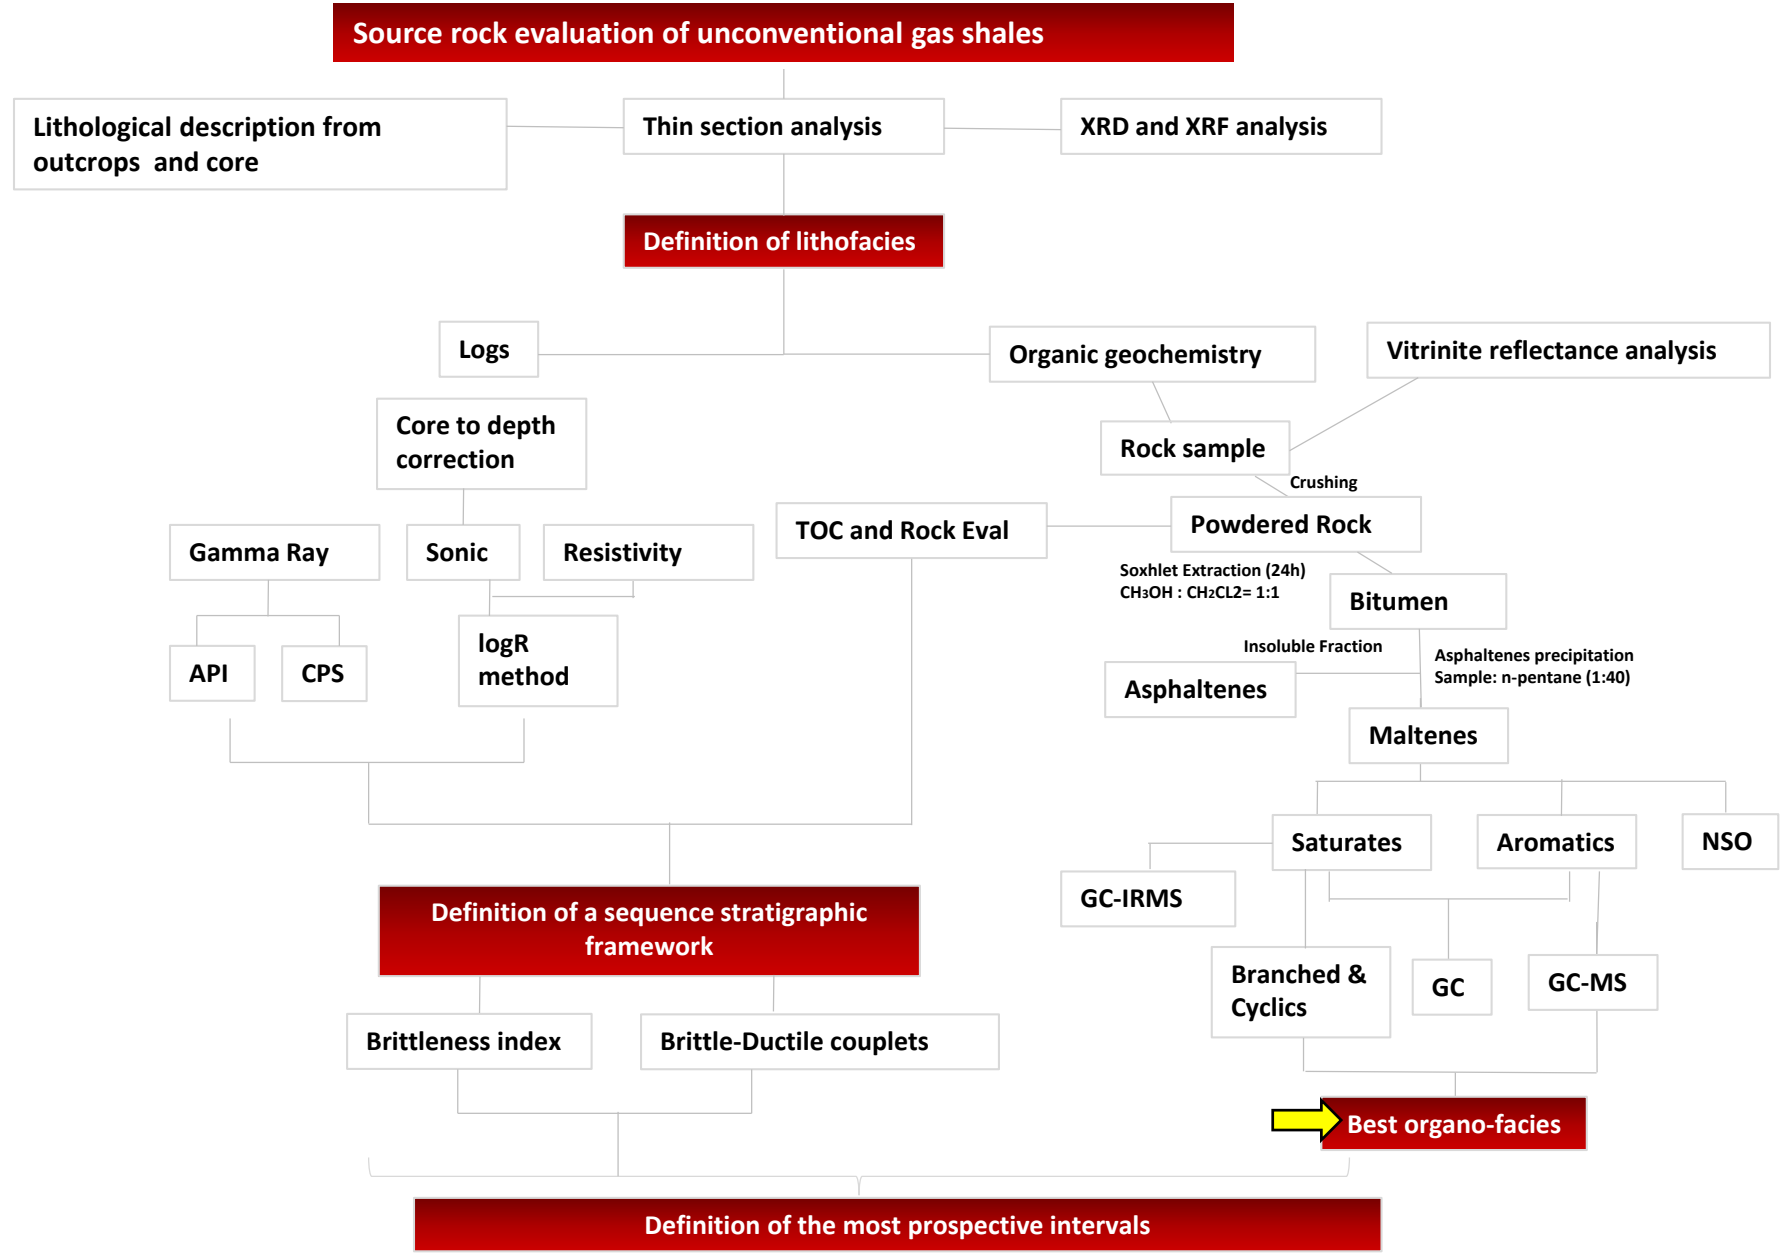 Source rock evaluation of unconventional gas shales
Lithological description from
outcrops and core
Thin section analysis
XRD and XRF analysis
Definition of lithofacies
Logs
Organic geochemistry
Vitrinite reflectance analysis
Core to depth
correction
Rock sample
Crushing
Gamma Ray
Sonic
Resistivity
TOC and Rock Eval
Powdered Rock
Soxhlet Extraction (24h)
CH3OH : CH2CL2= 1:1
Bitumen
API
CPS
logR
method
Insoluble Fraction
Asphaltenes precipitation
Sample: n-pentane (1:40)
Asphaltenes
Maltenes
Saturates
Aromatics
NSO
GC-IRMS
Definition of a sequence stratigraphic
framework
Branched &
Cyclics
GC
GC-MS
Brittleness index
Brittle-Ductile couplets
Best organo-facies
Definition of the most prospective intervals